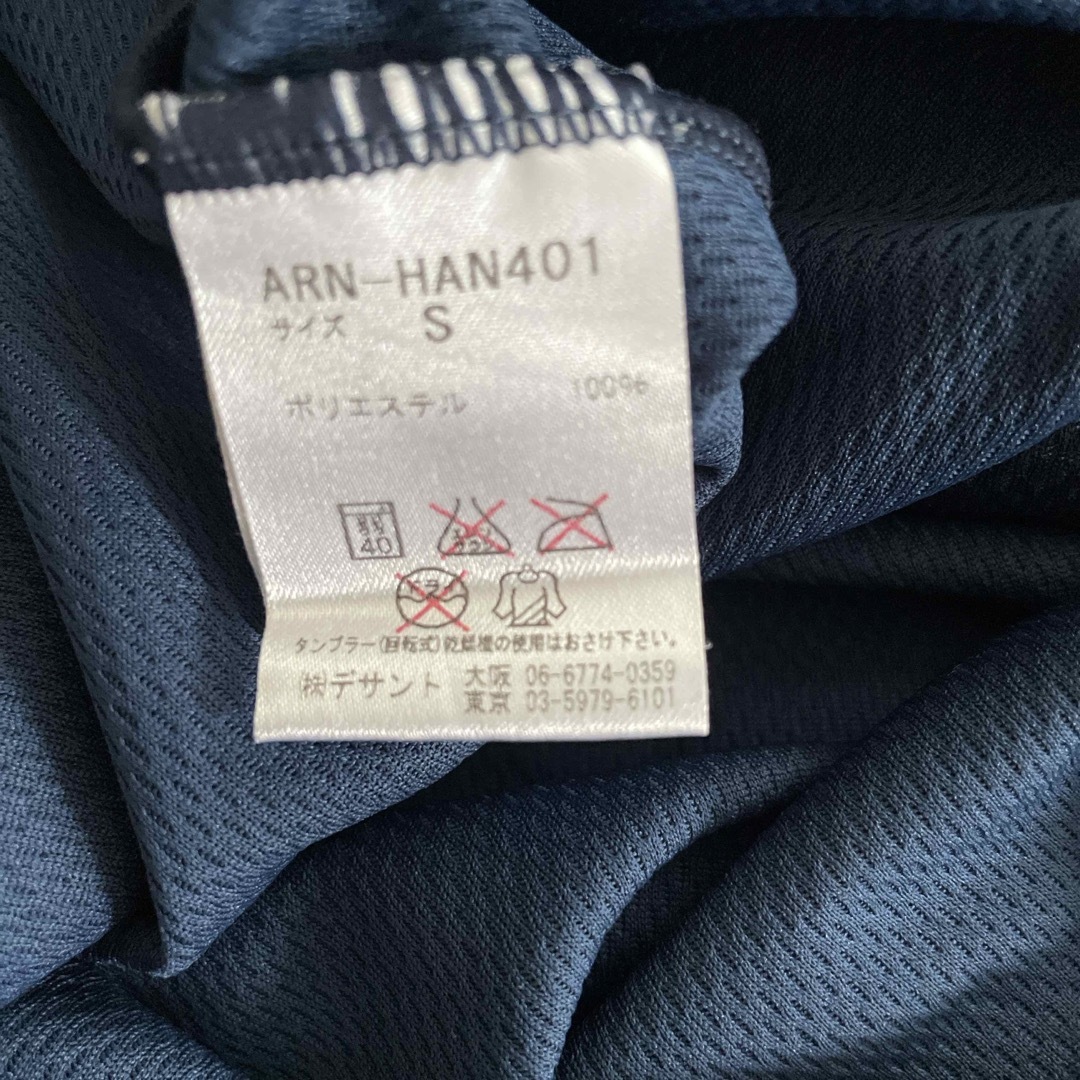 ARN-HAN401
サイズ S
ポリエステル 100%
40
タンブラー(回転式)乾燥機の使用はおさけ下さい。
㈱デサント 大阪 06-6774-0359
東京 03-5979-6101